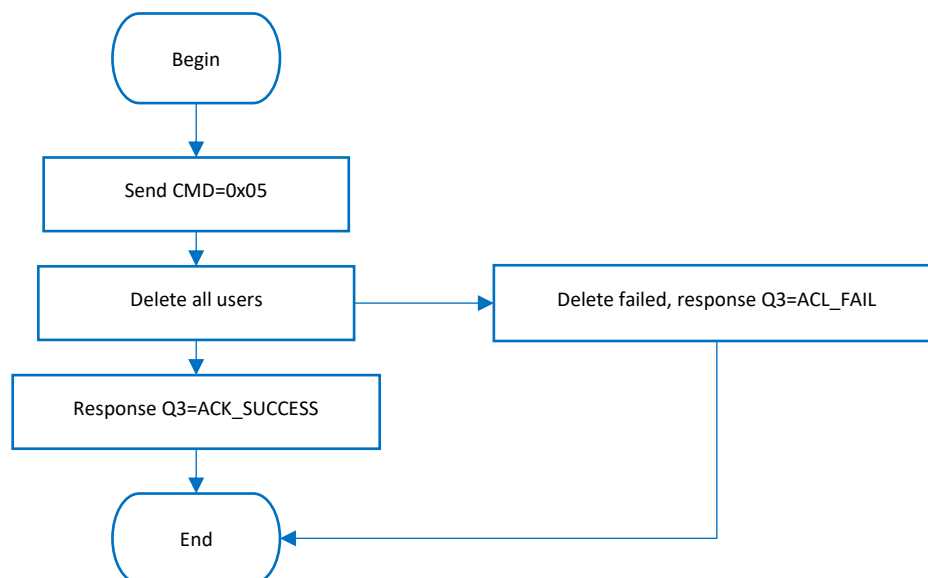 Begin
Send CMD=0x05
Delete all users
Delete failed, response Q3=ACL_FAIL
Response Q3=ACK_SUCCESS
End